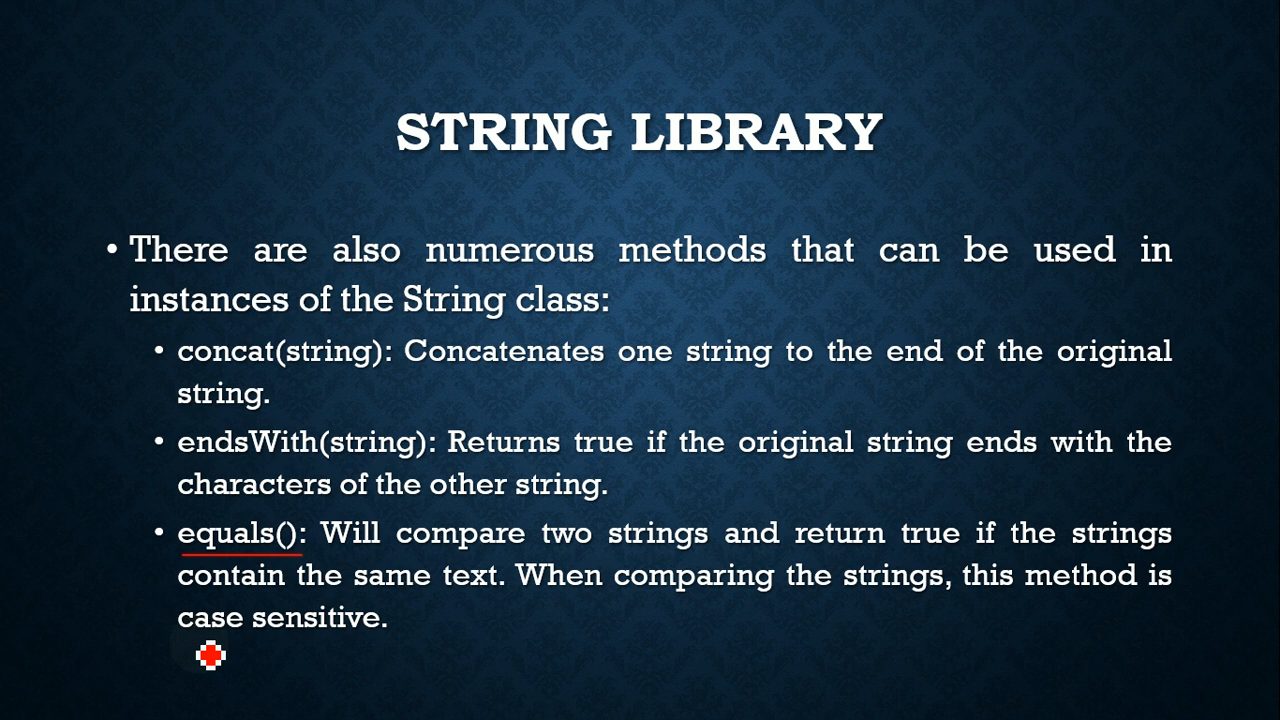 STRING LIBRARY
• There are also numerous methods that can be used in
instances of the String class:
• concat(string): Concatenates one string to the end of the original
string.
• endsWith(string): Returns true if the original string ends with the
characters of the other string.
• equals(): Will compare two strings and return true if the strings
contain the same text. When comparing the strings, this method is
case sensitive.